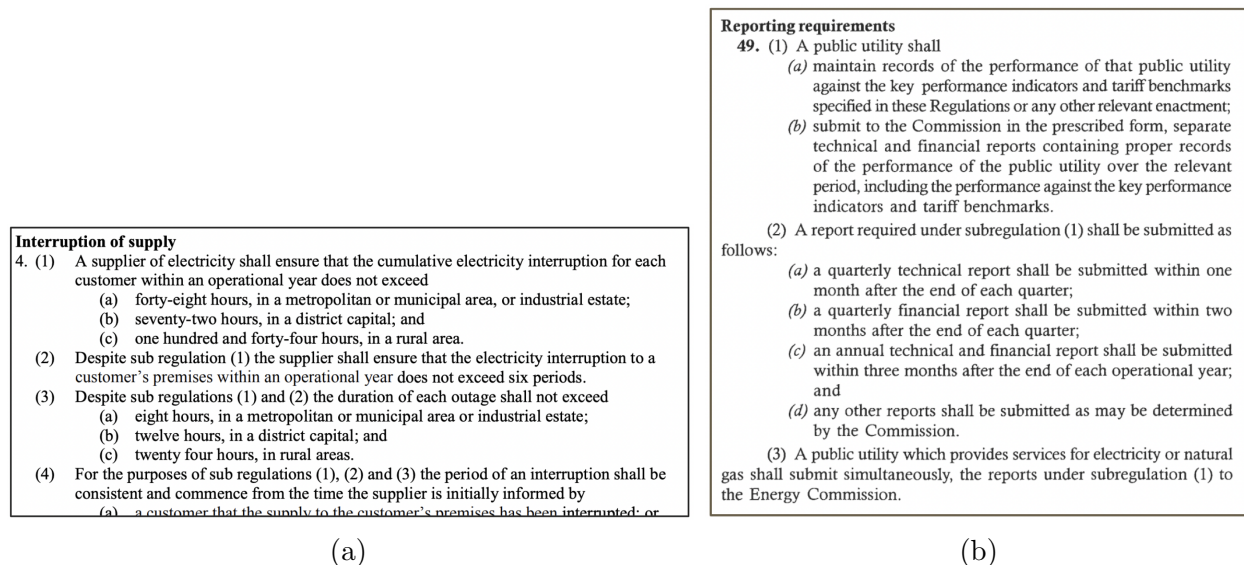 Interruption of supply
4. (1) A supplier of electricity shall ensure that the cumulative electricity interruption for each
customer within an operational year does not exceed
(a) forty-eight hours, in a metropolitan or municipal area, or industrial estate;
(b) seventy-two hours, in a district capital; and
(c) one hundred and forty-four hours, in a rural area.
(2) Despite sub regulation (1) the supplier shall ensure that the electricity interruption to a
customer’s premises within an operational year does not exceed six periods.
(3) Despite sub regulations (1) and (2) the duration of each outage shall not exceed
(a) eight hours, in a metropolitan or municipal area or industrial estate;
(b) twelve hours, in a district capital; and
(c) twenty four hours, in rural areas.
(4) For the purposes of sub regulations (1), (2) and (3) the period of an interruption shall be
consistent and commence from the time the supplier is initially informed by
(a) a customer that the supply to the customer’s premises has been interrupted; or
(a)
Reporting requirements
49. (1) A public utility shall
(a) maintain records of the performance of that public utility
against the key performance indicators and tariff benchmarks
specified in these Regulations or any other relevant enactment;
(b) submit to the Commission in the prescribed form, separate
technical and financial reports containing proper records
of the performance of the public utility over the relevant
period, including the performance against the key performance
indicators and tariff benchmarks.
(2) A report required under subregulation (1) shall be submitted as
follows:
(a) a quarterly technical report shall be submitted within one
month after the end of each quarter;
(b) a quarterly financial report shall be submitted within two
months after the end of each quarter;
(c) an annual technical and financial report shall be submitted
within three months after the end of each operational year;
and
(d) any other reports shall be submitted as may be determined
by the Commission.
(3) A public utility which provides services for electricity or natural
gas shall submit simultaneously, the reports under subregulation (1) to
the Energy Commission.
(b)